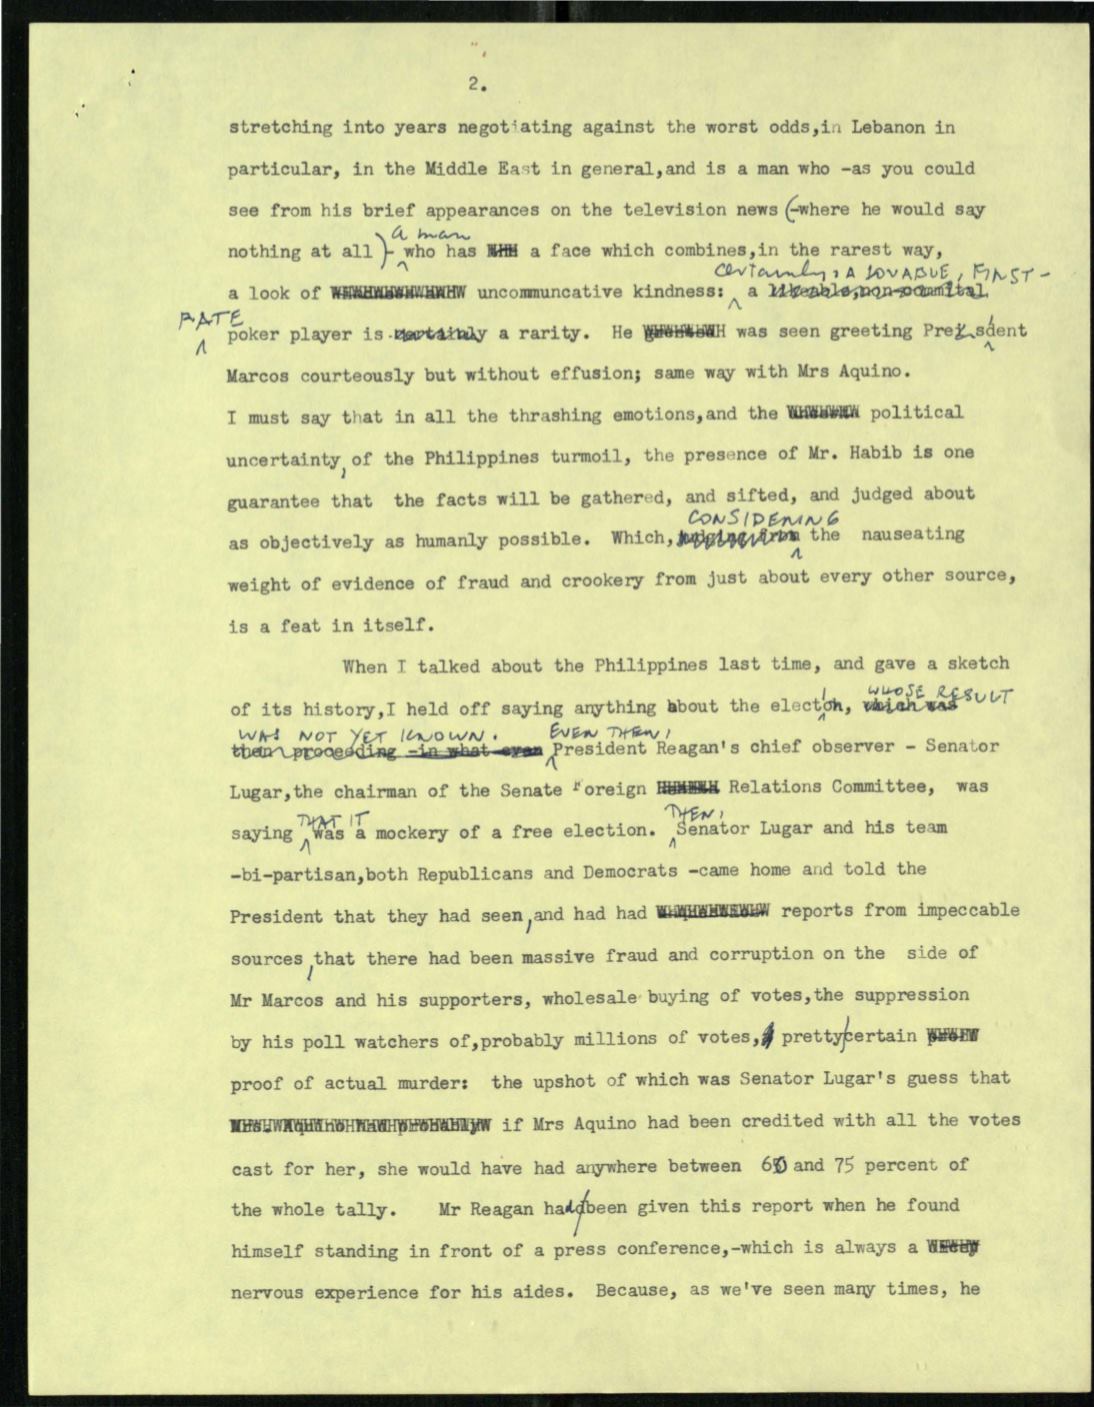 2.
stretching into years negotiating against the worst odds,in Lebanon in
particular, in the Middle East in general,and is a man who -as you could
see from his brief appearances on the television news (-where he would say
a man
nothing at all )- who has a face which combines,in the rarest way,
certainly, A LOVABLE, FIRST-
a look of uncommuncative kindness: a likeable,non-commital
RATE
poker player is certainly a rarity. He was seen greeting President
Marcos courteously but without effusion; same way with Mrs Aquino.
I must say that in all the thrashing emotions,and the political
uncertainty, of the Philippines turmoil, the presence of Mr. Habib is one
guarantee that the facts will be gathered, and sifted, and judged about
CONSIDERING
as objectively as humanly possible. Which, judging from the nauseating
weight of evidence of fraud and crookery from just about every other source,
is a feat in itself.
When I talked about the Philippines last time, and gave a sketch
WHOSE RESULT
of its history,I held off saying anything about the election, which was
WAS NOT YET KNOWN. EVEN THEN,
then proceeding -in what even President Reagan's chief observer - Senator
Lugar,the chairman of the Senate Foreign Relations Committee, was
THAT IT THEN,
saying was a mockery of a free election. Senator Lugar and his team
-bi-partisan,both Republicans and Democrats -came home and told the
President that they had seen, and had had reports from impeccable
sources, that there had been massive fraud and corruption on the side of
Mr Marcos and his supporters, wholesale buying of votes,the suppression
by his poll watchers of,probably millions of votes, pretty/certain
proof of actual murder: the upshot of which was Senator Lugar's guess that
if Mrs Aquino had been credited with all the votes
cast for her, she would have had anywhere between 60 and 75 percent of
the whole tally. Mr Reagan had/been given this report when he found
himself standing in front of a press conference,-which is always a
nervous experience for his aides. Because, as we've seen many times, he